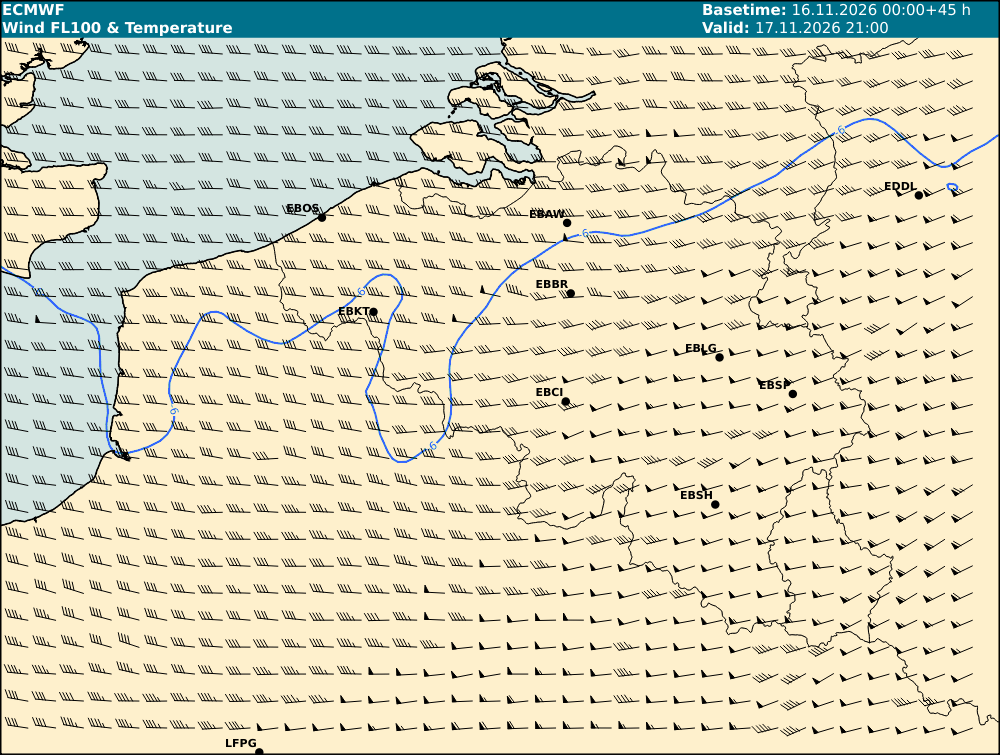 ECMWF
Wind FL100 & Temperature
Basetime: 16.11.2026 00:00+45 h
Valid: 17.11.2026 21:00
-6
EDDL
EBOS
EBAW
-6
EBBR
-6
EBKT
EBLG
EBSP
EBCI
-6
-6
EBSH
LFPG